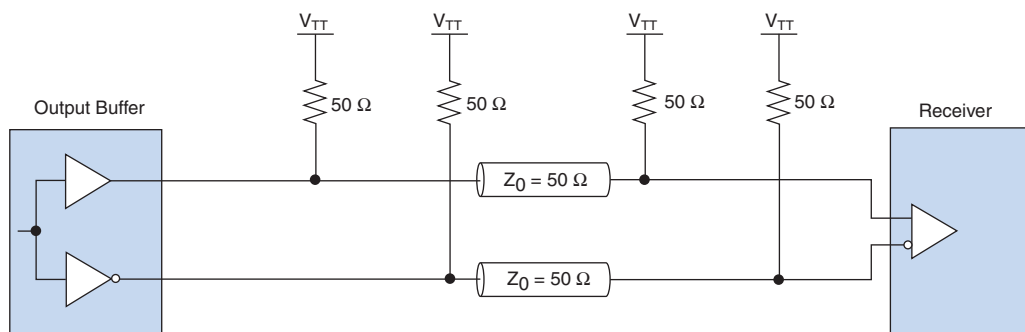 V_TT V_TT V_TT V_TT
50 Ω 50 Ω 50 Ω 50 Ω
Output Buffer
Receiver
Z_0 = 50 Ω
Z_0 = 50 Ω